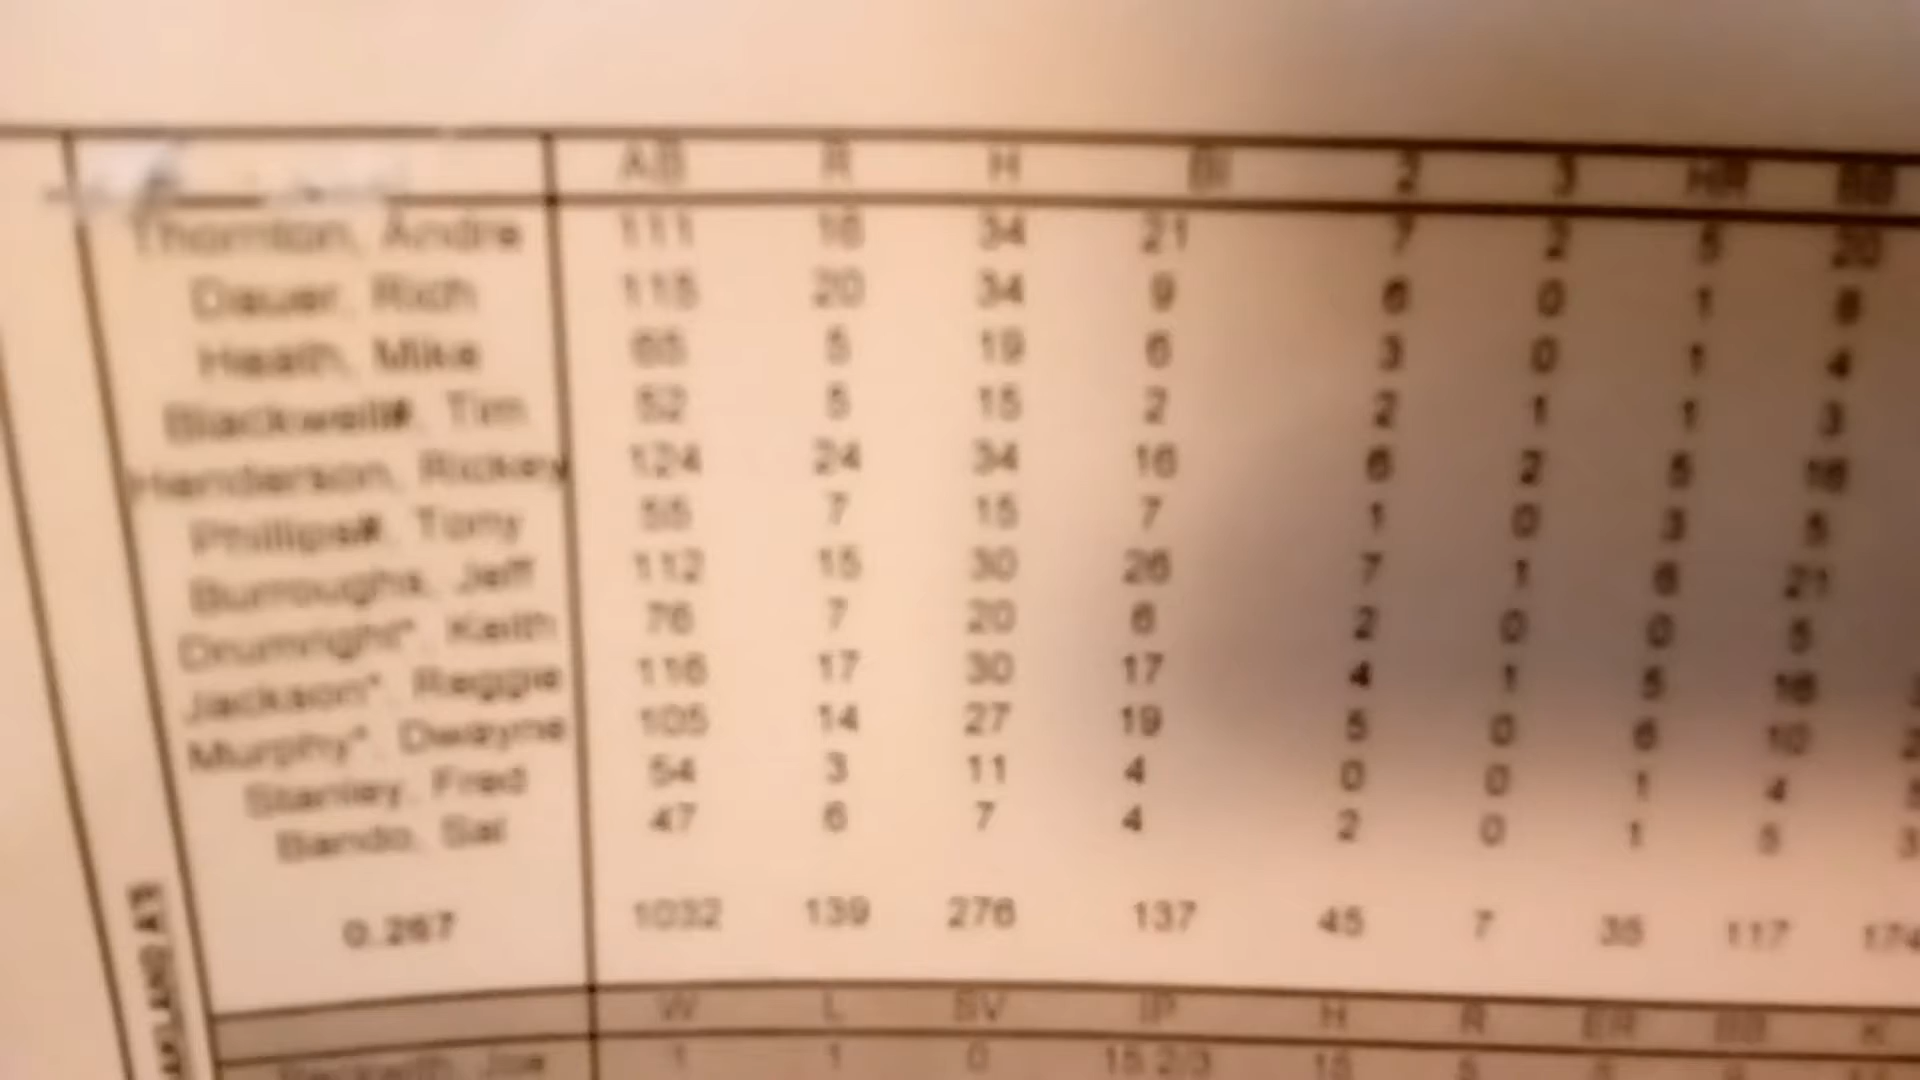 AB R H BI 2 3 HR BB
Thornton, Andre 111 16 34 21 7 2 5 20
Dauer, Rich 115 20 34 9 6 0 1 8
Heath, Mike 65 5 19 6 3 0 1 4
Blackwell#, Tim 52 5 15 2 2 1 1 3
Henderson, Rickey 124 24 34 16 6 2 5 16
Phillips#, Tony 55 7 15 7 1 0 3 5
Burroughs, Jeff 112 15 30 26 7 1 6 21
Drumright*, Keith 76 7 20 6 2 0 0 5
Jackson*, Reggie 116 17 30 17 4 1 5 16
Murphy*, Dwayne 105 14 27 19 5 0 6 10
Stanley, Fred 54 3 11 4 0 0 1 4
Bando, Sal 47 6 7 4 2 0 1 5 3
0.267 1032 139 276 137 45 7 35 117 174
W L SV IP H R ER BB K
Beckwith, Joe 1 1 0 15 2/3 15